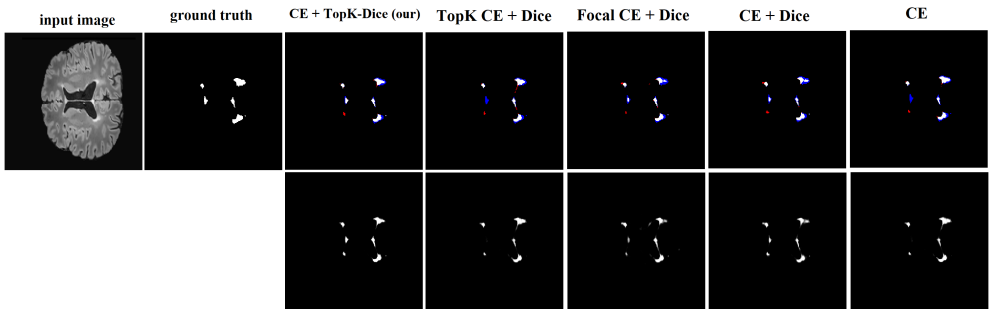 input image
ground truth
CE + TopK-Dice (our)
TopK CE + Dice
Focal CE + Dice
CE + Dice
CE